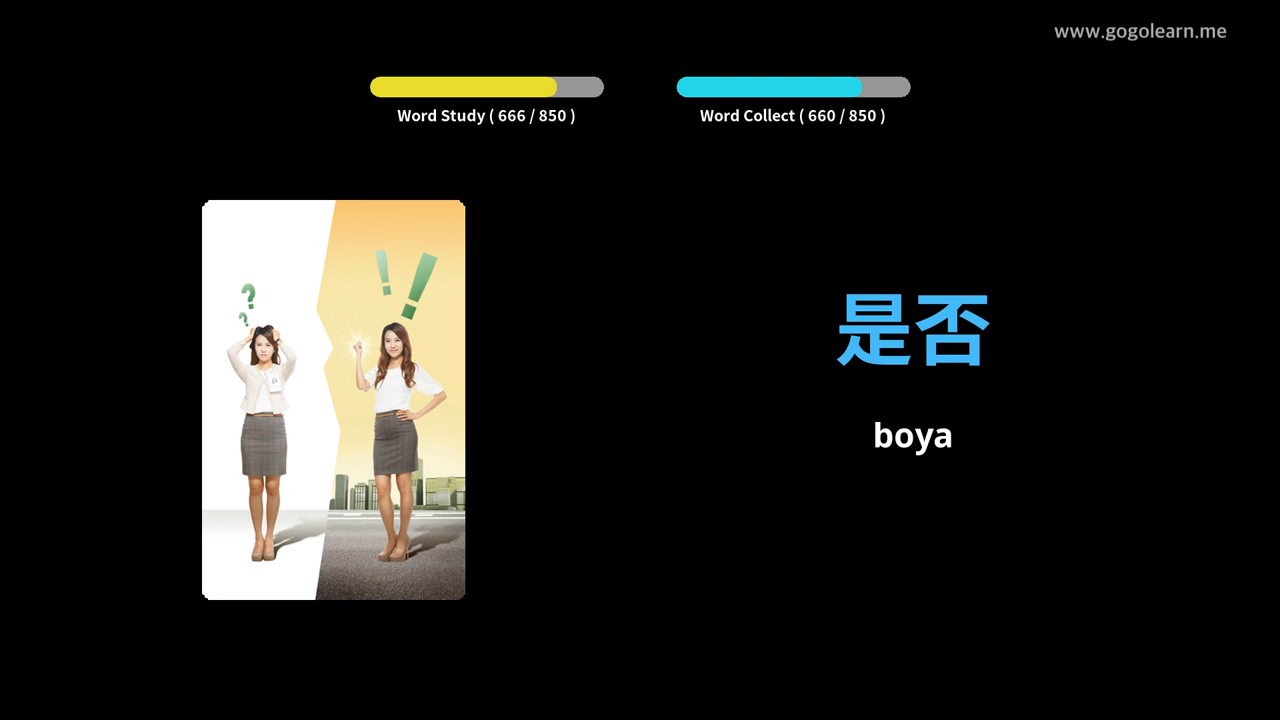 www.gogolearn.me
Word Study ( 666 / 850 )
Word Collect ( 660 / 850 )
? ?
! !
是否
boya